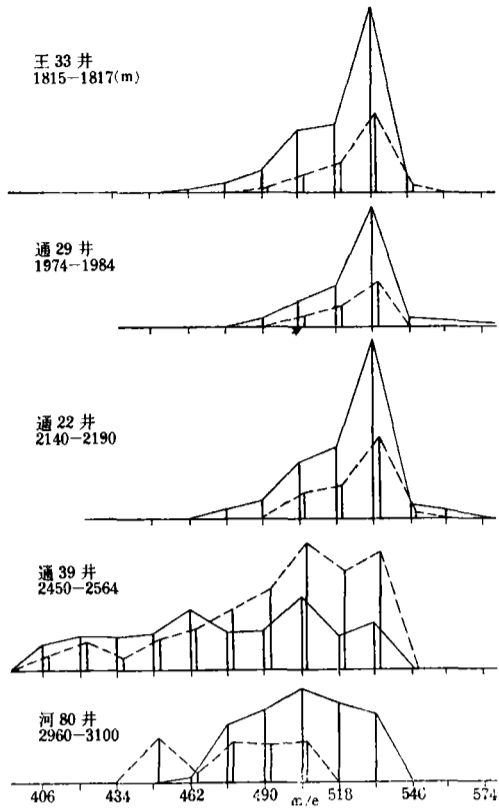 王 33 井
1815—1817(m)
通 29 井
1974—1984
通 22 井
2140—2190
通 39 井
2450—2564
河 80 井
2960—3100
406 434 462 490 518 540 574
m/e